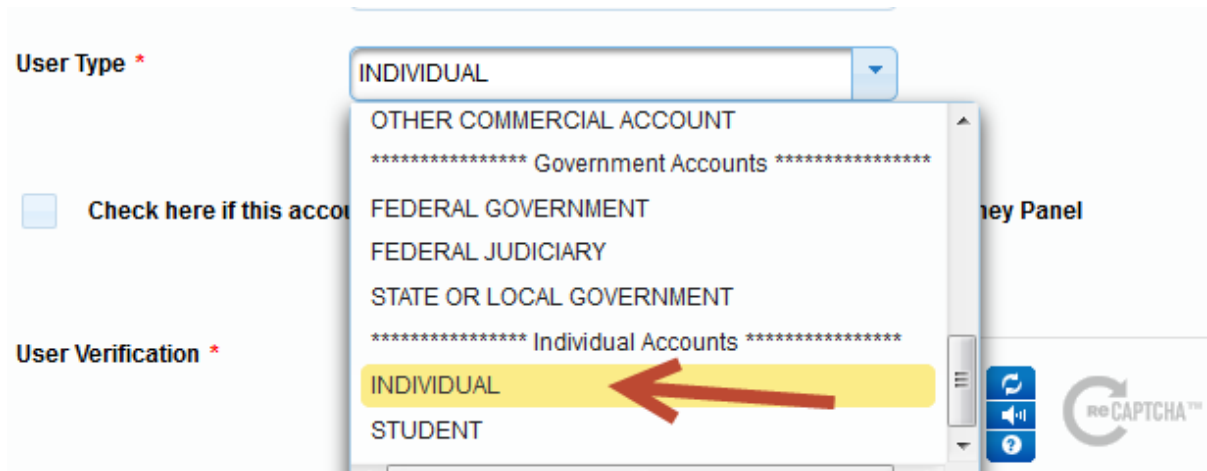 User Type *
INDIVIDUAL
OTHER COMMERCIAL ACCOUNT
**************** Government Accounts ****************
Check here if this accou
FEDERAL GOVERNMENT
ney Panel
FEDERAL JUDICIARY
STATE OR LOCAL GOVERNMENT
**************** Individual Accounts ****************
User Verification *
INDIVIDUAL
STUDENT
?
reCAPTCHA™